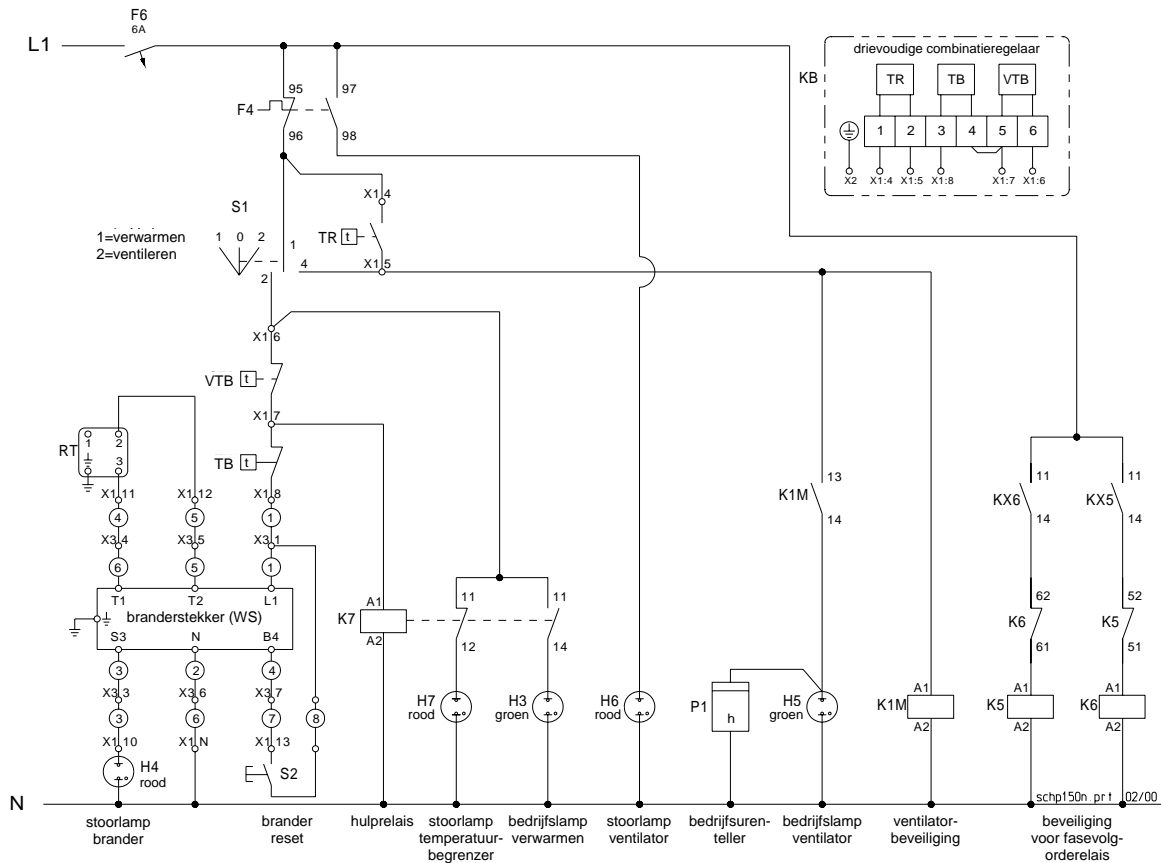 F6
6A
L1
drievoudige combinatieregelaar
KB
TR TB VTB
1 2 3 4 5 6
X2 X1:4 X1:5 X1:8 X1:7 X1:6
95 97
F4
96 98
X1 4
S1
1=verwarmen
2=ventileren
1 0 2
1
TR t
4 X1 5
2
X1 6
VTB t
X1 7
RT 1 2
3
TB t
X1 11 X1 12 X1 8
4 5 1
X3 4 X3 5 X3 1
6 5 1
T1 T2 L1
branderstekker (WS)
S3 N B4
3 2 4
X3 3 X3 6 X3 7
3 6 7 8
X1 10 X1 N X1 13
H4
rood
S2
K7
A1
A2
11 11
12 14
H7
rood
H3
groen
H6
rood
P1
h
H5
groen
K1M
13
14
K1M
A1
A2
11 11
KX6 KX5
14 14
62 52
K6 K5
61 51
A1 A1
K5 K6
A2 A2
N
schp150n.prt 02/00
stoorlamp
brander
brander
reset
hulprelais
stoorlamp
temperatuur-
begrenzer
bedrijfslamp
verwarmen
stoorlamp
ventilator
bedrijfsuren-
teller
bedrijfslamp
ventilator
ventilator-
beveiliging
beveiliging
voor fasevolg-
orderelais